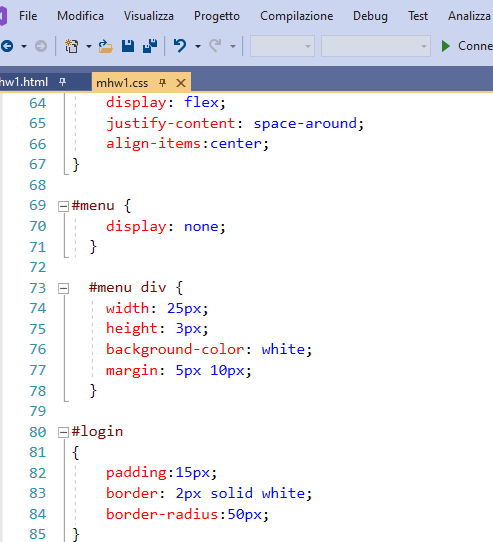 File Modifica Visualizza Progetto Compilazione Debug Test Analizza
Conne
hw1.html mhw1.css
64 display: flex;
65 justify-content: space-around;
66 align-items:center;
67 }
68
69 #menu {
70 display: none;
71 }
72
73 #menu div {
74 width: 25px;
75 height: 3px;
76 background-color: white;
77 margin: 5px 10px;
78 }
79
80 #login
81 {
82 padding:15px;
83 border: 2px solid white;
84 border-radius:50px;
85 }